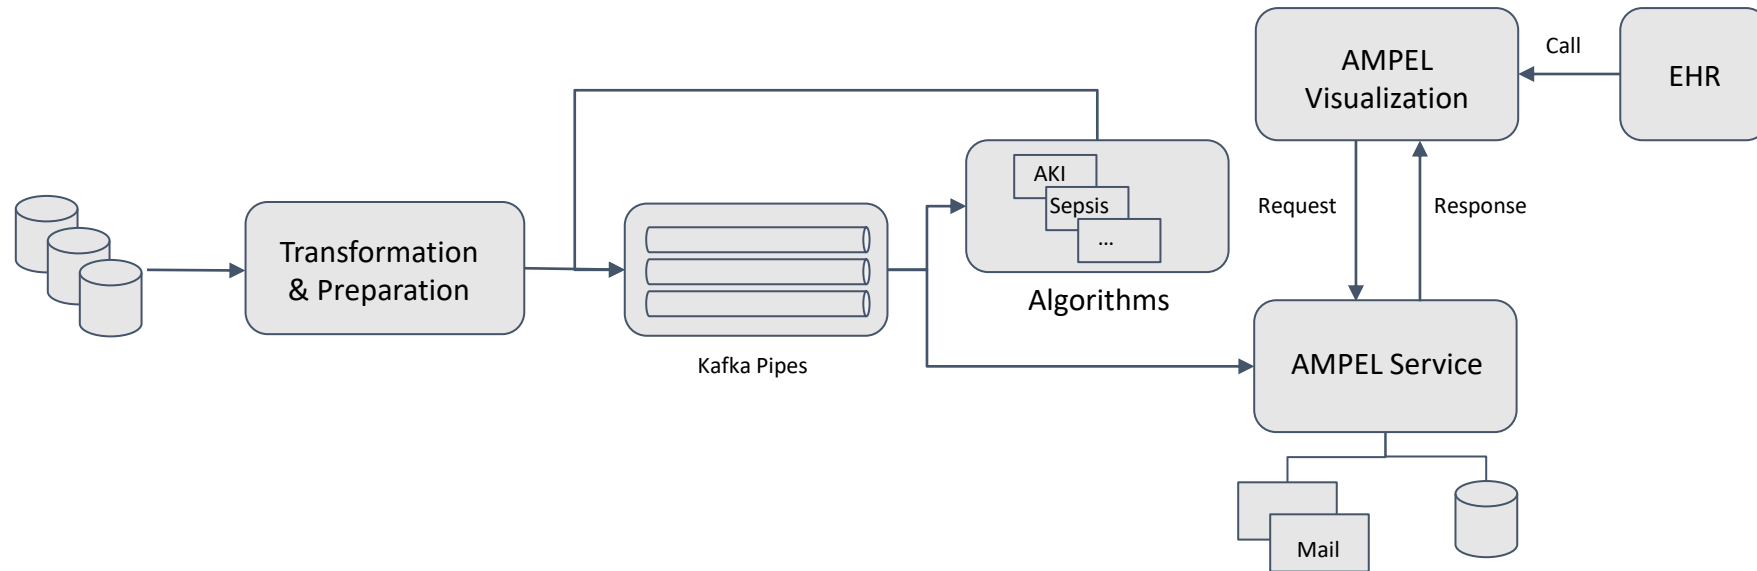 Transformation
& Preparation
Kafka Pipes
AKI
Sepsis
...
Algorithms
AMPEL
Visualization
Call
EHR
Request
Response
AMPEL Service
Mail